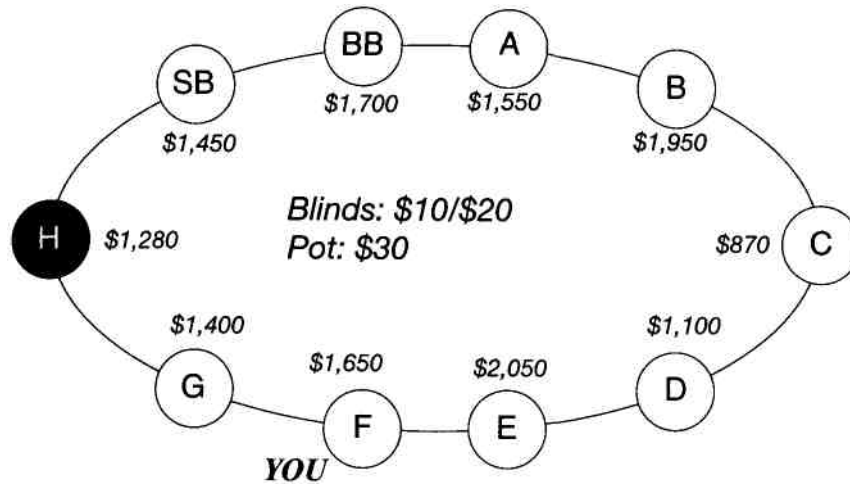 BB
A
SB
B
$1,700
$1,550
$1,450
$1,950
Blinds: $10/$20
H
$1,280
Pot: $30
$870
C
$1,400
$1,100
$1,650
$2,050
G
D
F
E
YOU